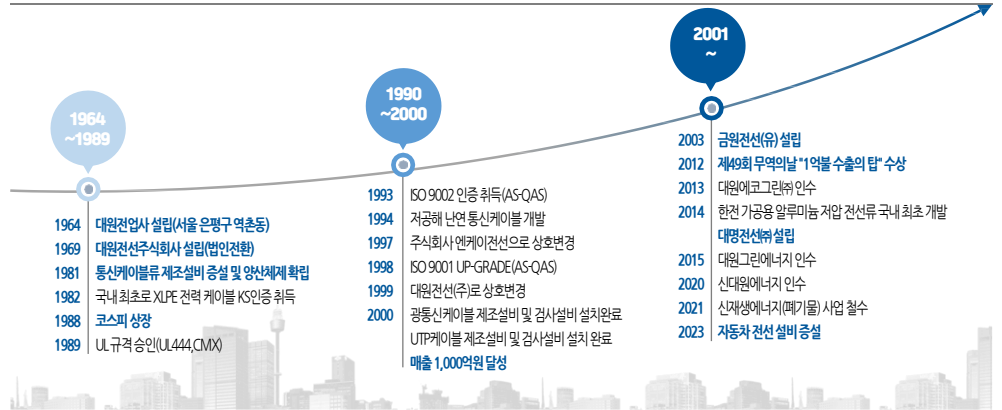 1964
~1989
1964 대원전업사 설립(서울 은평구 역촌동)
1969 대원전선주식회사 설립(법인전환)
1981 통신케이블류 제조설비 증설 및 양산체제 확립
1982 국내 최초로 XLPE 전력 케이블 KS인증 취득
1988 코스피 상장
1989 UL 규격 승인(UL444,CMX)
1990
~2000
1993 ISO 9002 인증 취득(AS-QAS)
1994 저공해 난연 통신케이블 개발
1997 주식회사 엔케이전선으로 상호변경
1998 ISO 9001 UP-GRADE(AS-QAS)
1999 대원전선(주)로 상호변경
2000 광통신케이블 제조설비 및 검사설비 설치완료
UTP케이블 제조설비 및 검사설비 설치 완료
매출 1,000억원 달성
2001
~
2003 금원전선(유) 설립
2012 제49회 무역의날 "1억불 수출의 탑" 수상
2013 대원에코그린㈜ 인수
2014 한전 가공용 알루미늄 저압 전선류 국내 최초 개발
대명전선㈜ 설립
2015 대원그린에너지 인수
2020 신대원에너지 인수
2021 신재생에너지(폐기물) 사업 철수
2023 자동차 전선 설비 증설